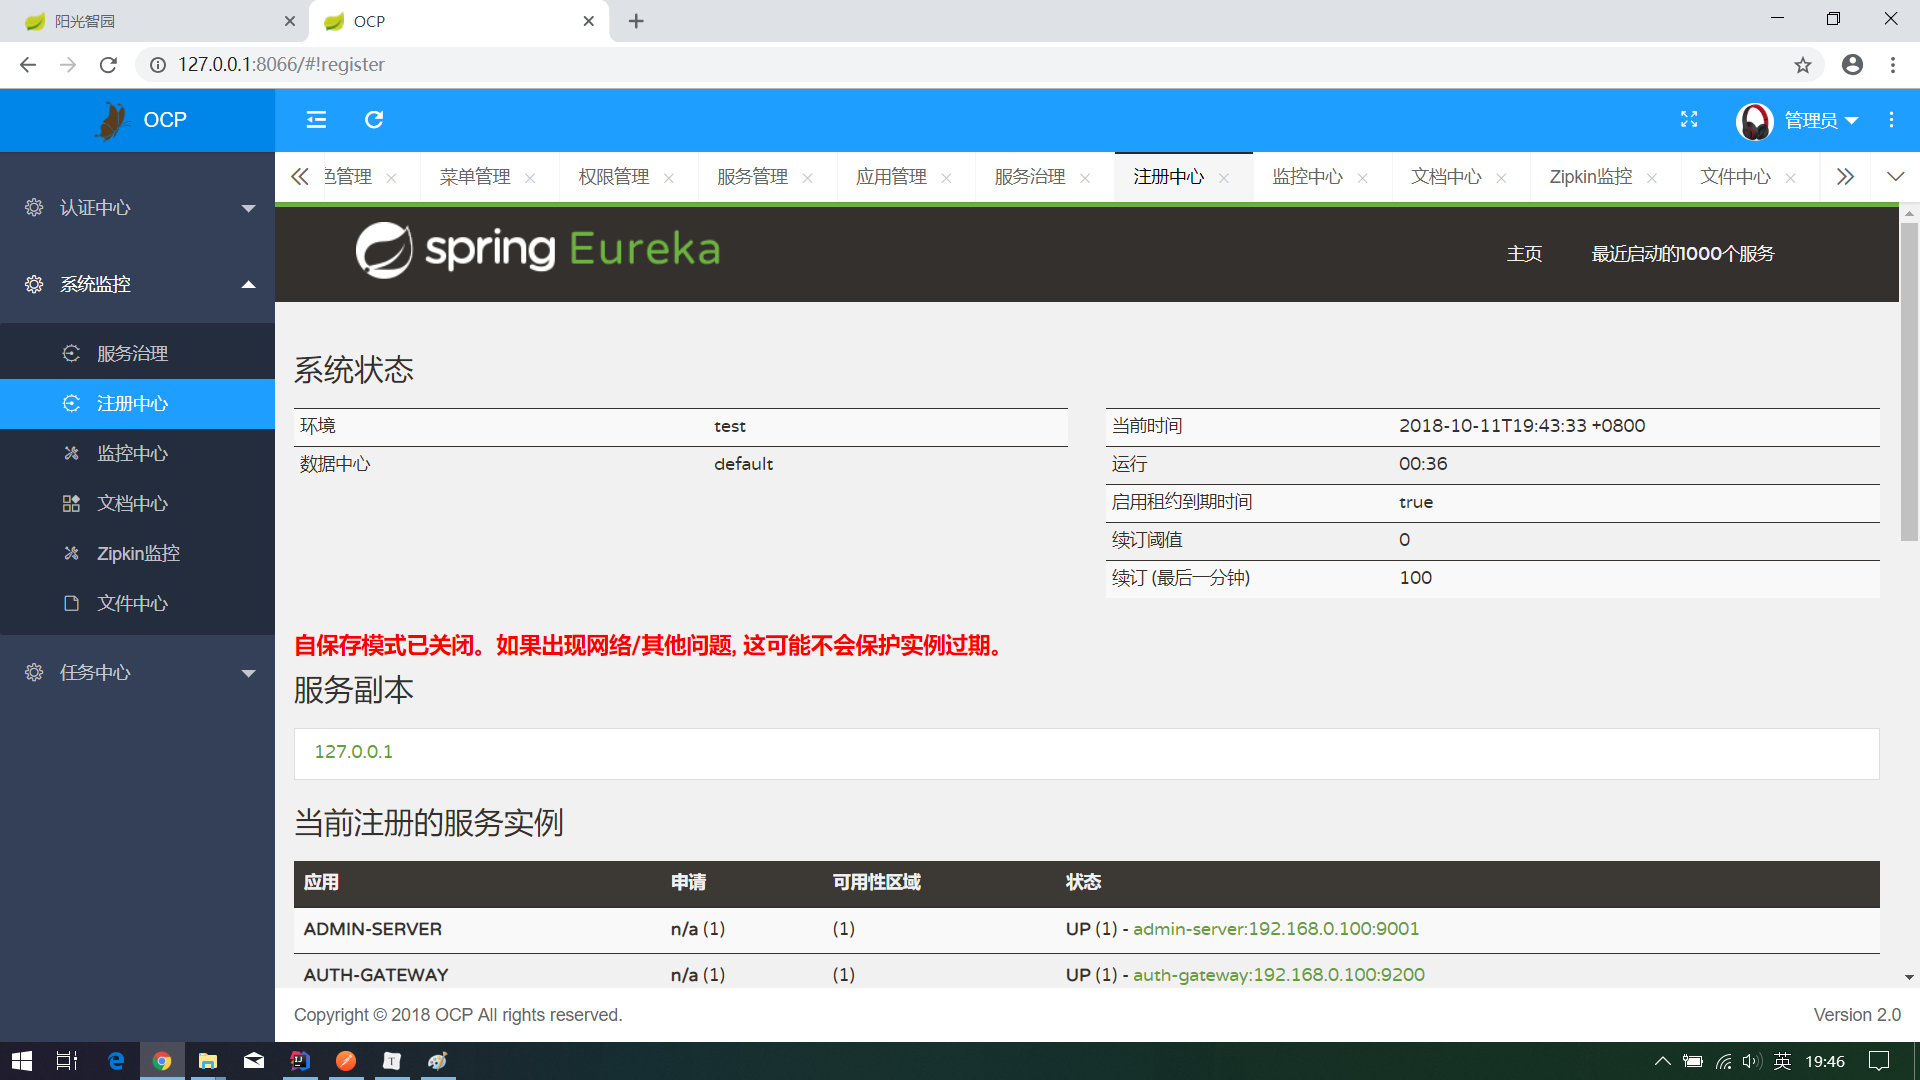 阳光智园
OCP
127.0.0.1:8066/#!register
OCP
管理员
色管理
菜单管理
权限管理
服务管理
应用管理
服务治理
注册中心
监控中心
文档中心
Zipkin监控
文件中心
认证中心
系统监控
服务治理
注册中心
监控中心
文档中心
Zipkin监控
文件中心
任务中心
spring Eureka
主页
最近启动的1000个服务
系统状态
环境 test
数据中心 default
当前时间 2018-10-11T19:43:33 +0800
运行 00:36
启用租约到期时间 true
续订阈值 0
续订 (最后一分钟) 100
自保存模式已关闭。如果出现网络/其他问题, 这可能不会保护实例过期。
服务副本
127.0.0.1
当前注册的服务实例
应用 申请 可用性区域 状态
ADMIN-SERVER n/a (1) (1) UP (1) - admin-server:192.168.0.100:9001
AUTH-GATEWAY n/a (1) (1) UP (1) - auth-gateway:192.168.0.100:9200
Copyright © 2018 OCP All rights reserved.
Version 2.0
英
19:46